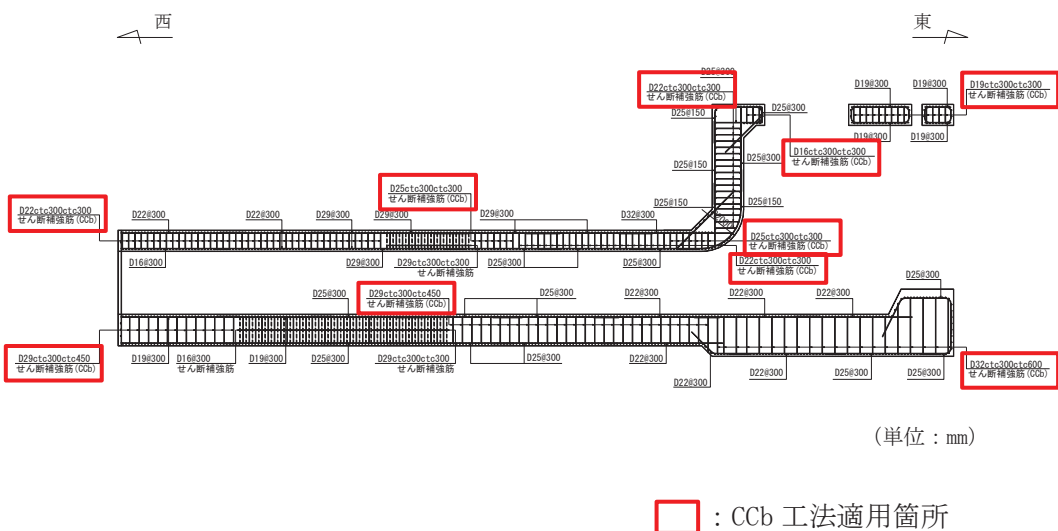 西
東
D25@300
D22ctc300ctc300
せん断補強筋(CCb)
D25@150
D25@300
D19@300
D19@300
D19ctc300ctc300
せん断補強筋(CCb)
D19@300
D19@300
D16ctc300ctc300
せん断補強筋(CCb)
D25@150
D25@300
D25@150
D25@150
D22ctc300ctc300
せん断補強筋(CCb)
D22@300
D22@300
D29@300
D25ctc300ctc300
せん断補強筋(CCb)
D29@300
D29@300
D32@300
D25ctc300ctc300
せん断補強筋(CCb)
D22ctc300ctc300
せん断補強筋(CCb)
D16@300
D29@300
D29ctc300ctc300
せん断補強筋
D25@300
D25@300
D25@300
D25@300
D29ctc300ctc450
せん断補強筋(CCb)
D25@300
D22@300
D22@300
D22@300
D29ctc300ctc450
せん断補強筋(CCb)
D19@300
D16@300
せん断補強筋
D19@300
D25@300
D29ctc300ctc300
せん断補強筋
D25@300
D22@300
D22@300
D22@300
D25@300
D25@300
D32ctc300ctc600
せん断補強筋(CCb)
(単位:mm)
:CCb 工法適用箇所